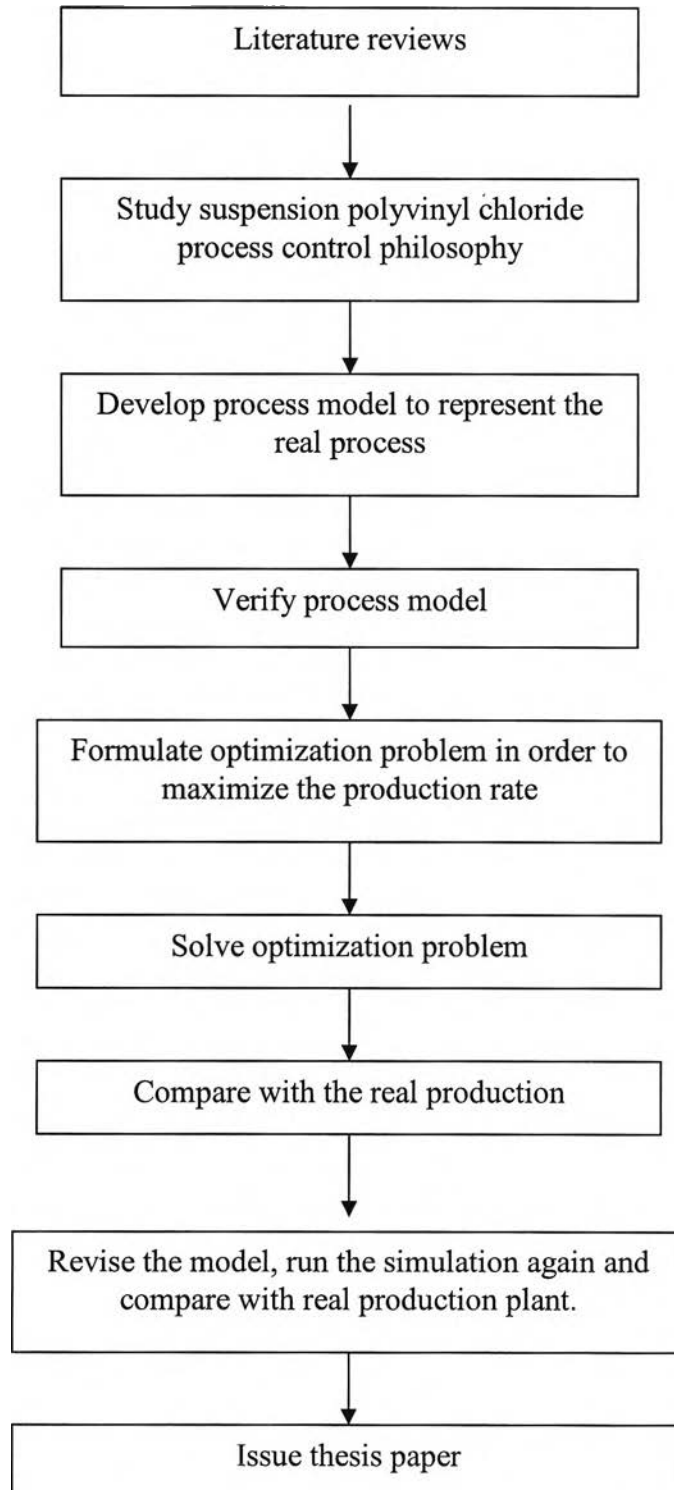 Literature reviews
Study suspension polyvinyl chloride
process control philosophy
Develop process model to represent the
real process
Verify process model
Formulate optimization problem in order to
maximize the production rate
Solve optimization problem
Compare with the real production
Revise the model, run the simulation again and
compare with real production plant.
Issue thesis paper